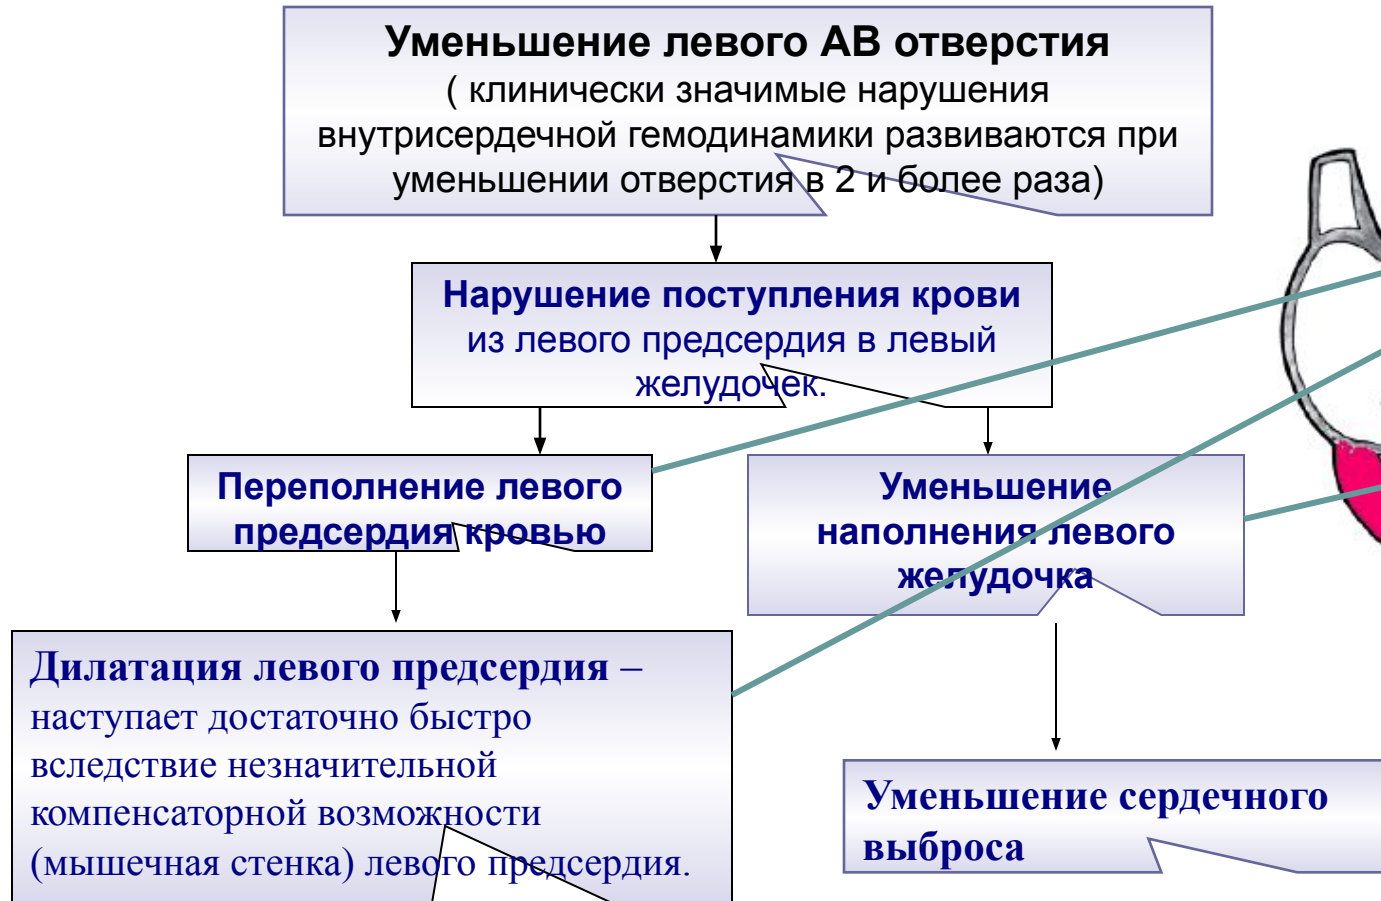 Уменьшение левого АВ отверстия
( клинически значимые нарушения
внутрисердечной гемодинамики развиваются при
уменьшении отверстия в 2 и более раза)
Нарушение поступления крови
из левого предсердия в левый
желудочек.
Переполнение левого
предсердия кровью
Уменьшение
наполнения левого
желудочка
Дилатация левого предсердия –
наступает достаточно быстро
вследствие незначительной
компенсаторной возможности
(мышечная стенка) левого предсердия.
Уменьшение сердечного
выброса